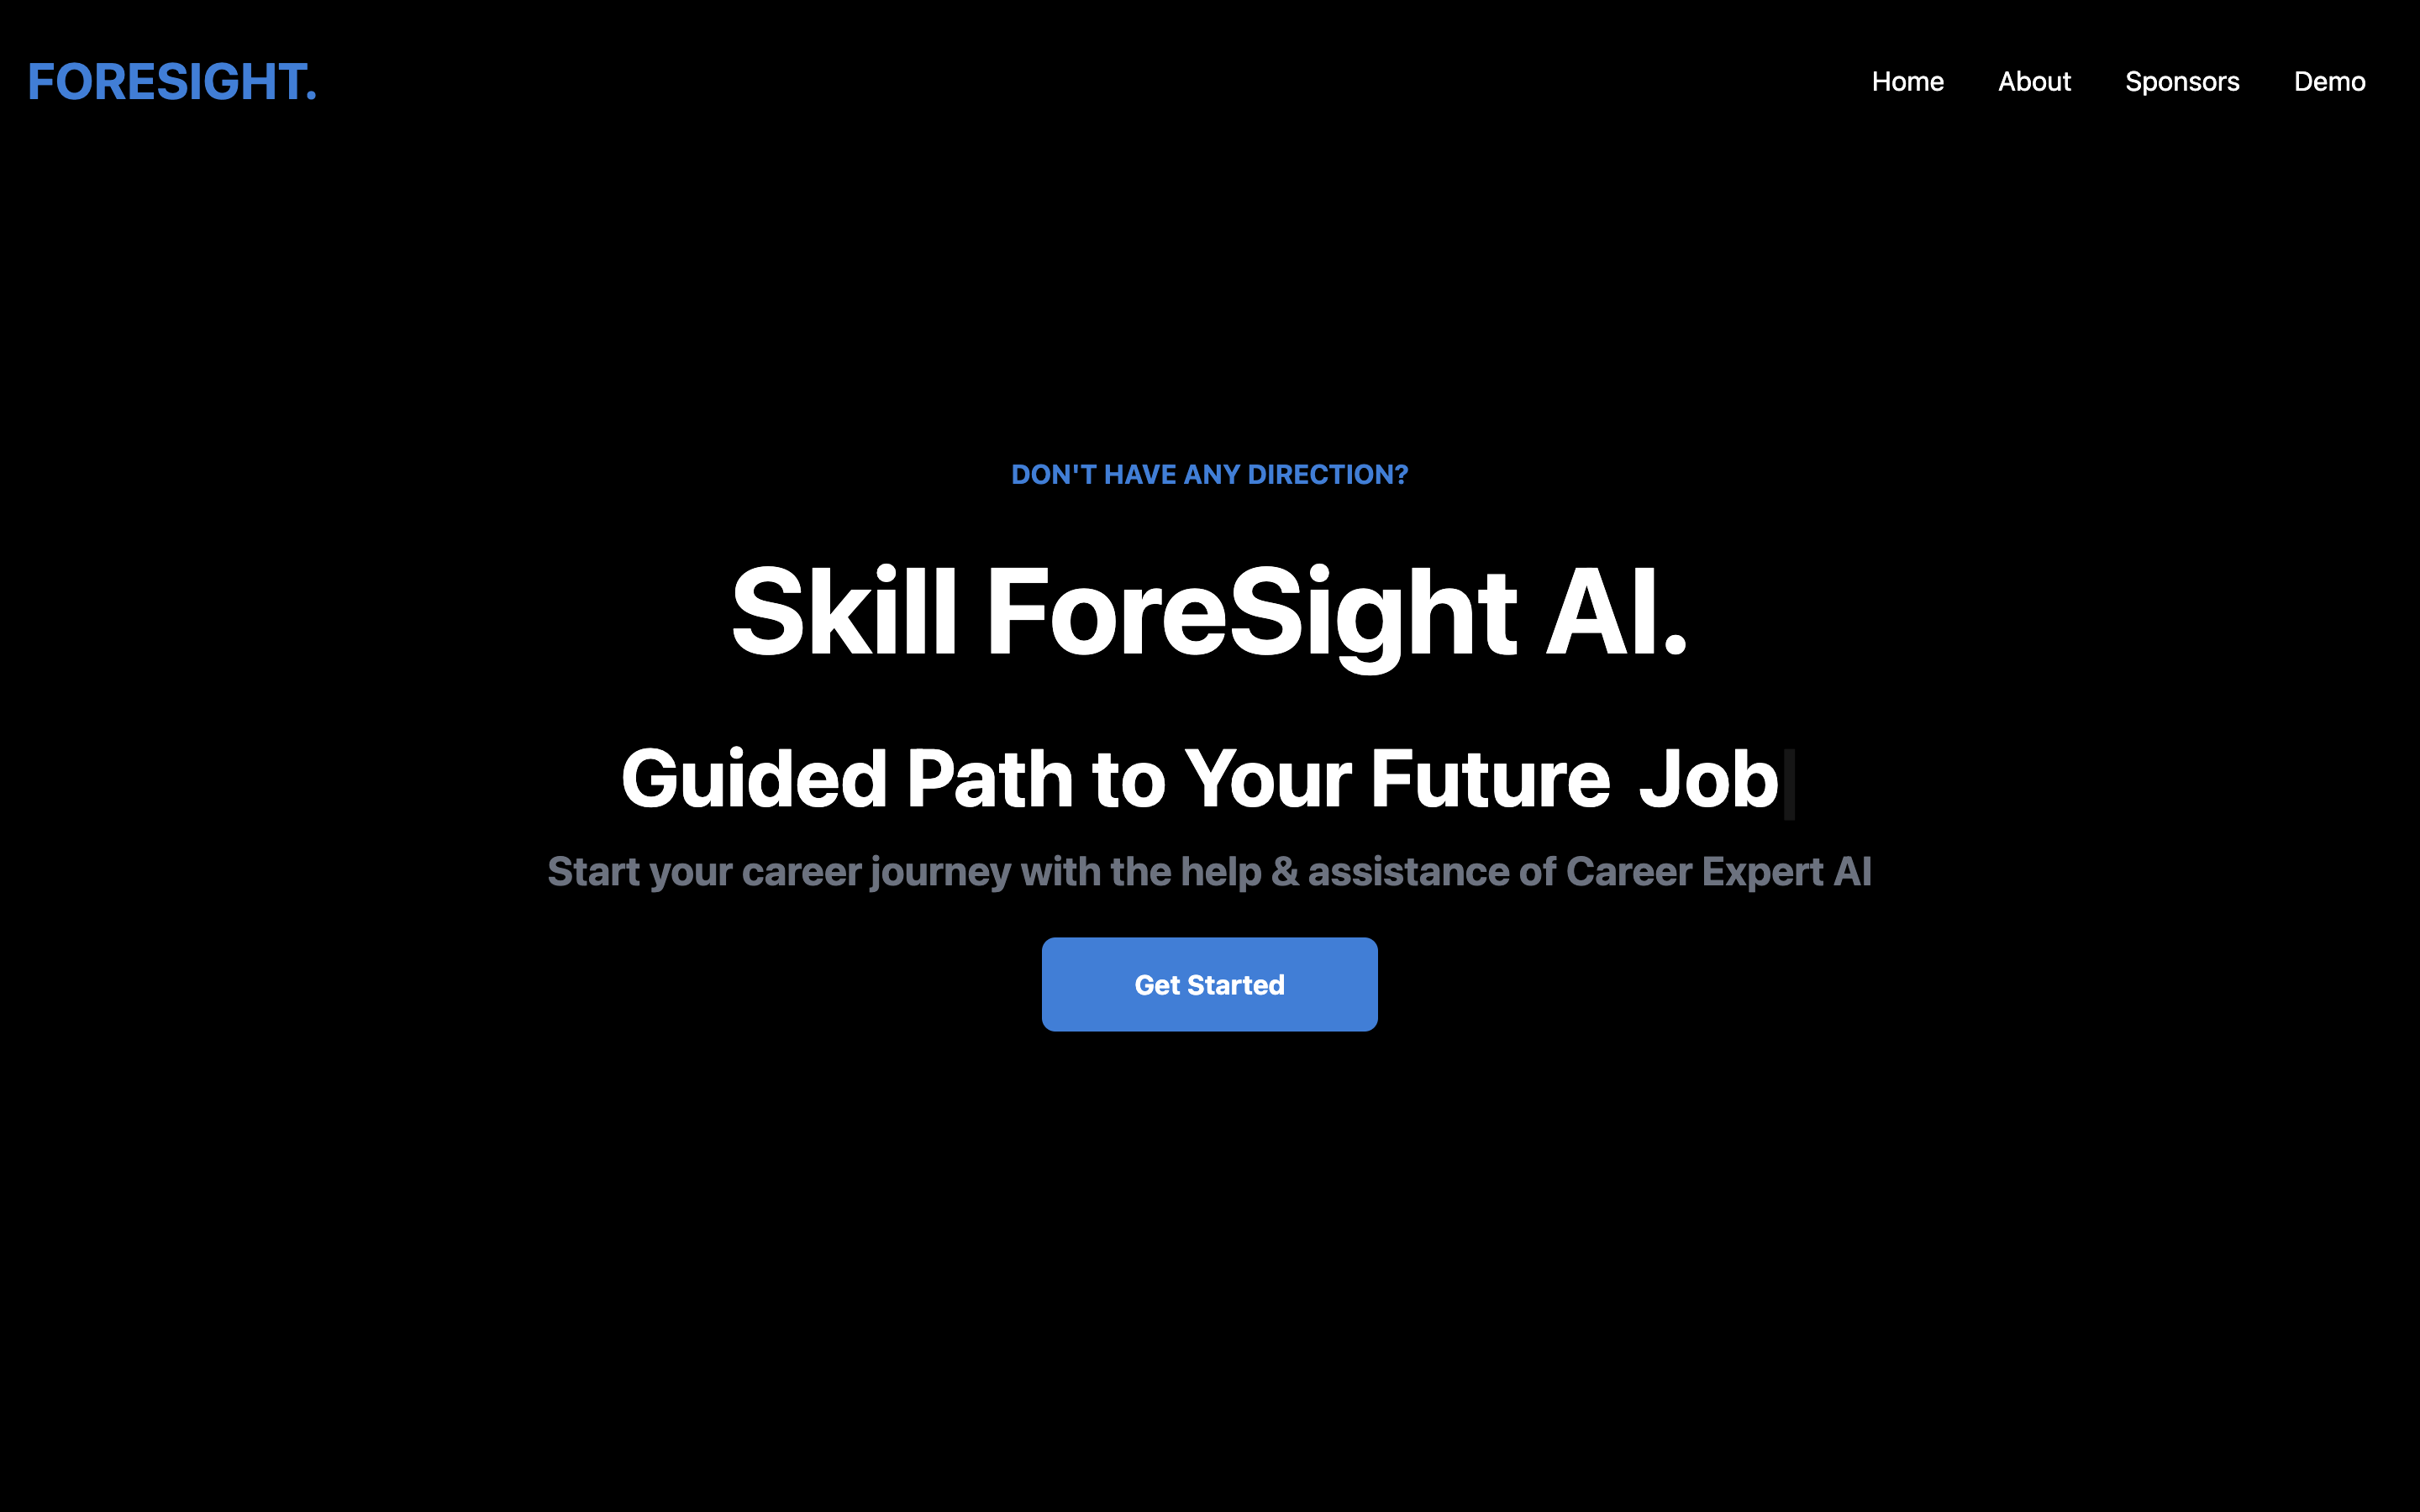 FORESIGHT.
Home About Sponsors Demo
DON'T HAVE ANY DIRECTION?
Skill ForeSight AI.
Guided Path to Your Future Job|
Start your career journey with the help & assistance of Career Expert AI
Get Started